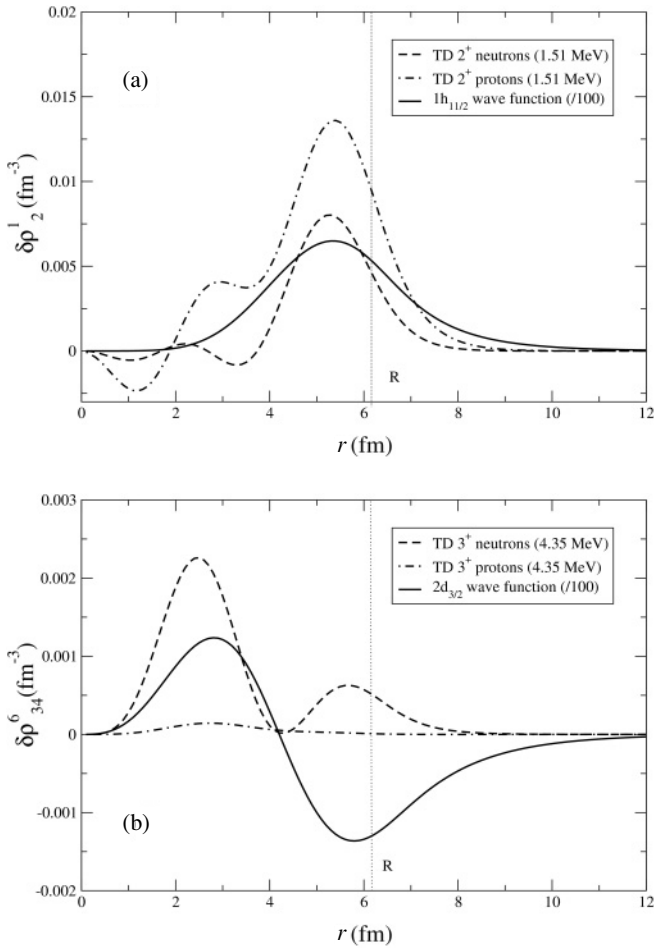 0.02
TD 2⁺ neutrons (1.51 MeV)
TD 2⁺ protons (1.51 MeV)
1h₁₁/₂ wave function (/100)
(a)
0.015
0.01
0.005
0
δρ¹₂ (fm⁻³)
R
0 2 4 6 8 10 12
r (fm)
0.003
TD 3⁺ neutrons (4.35 MeV)
TD 3⁺ protons (4.35 MeV)
2d₃/₂ wave function (/100)
0.002
0.001
0
-0.001
-0.002
δρ⁶₃₄(fm⁻³)
(b)
R
0 2 4 6 8 10 12
r (fm)